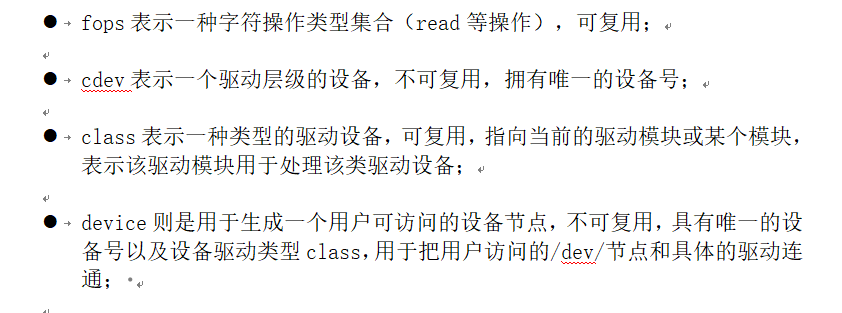 ● fops 表示一种字符操作类型集合（read 等操作），可复用；
● cdev 表示一个驱动层级的设备，不可复用，拥有唯一的设备号；
● class 表示一种类型的驱动设备，可复用，指向当前的驱动模块或某个模块，
表示该驱动模块用于处理该类驱动设备；
● device 则是用于生成一个用户可访问的设备节点，不可复用，具有唯一的设
备号以及设备驱动类型 class，用于把用户访问的/dev/节点和具体的驱动连
通；